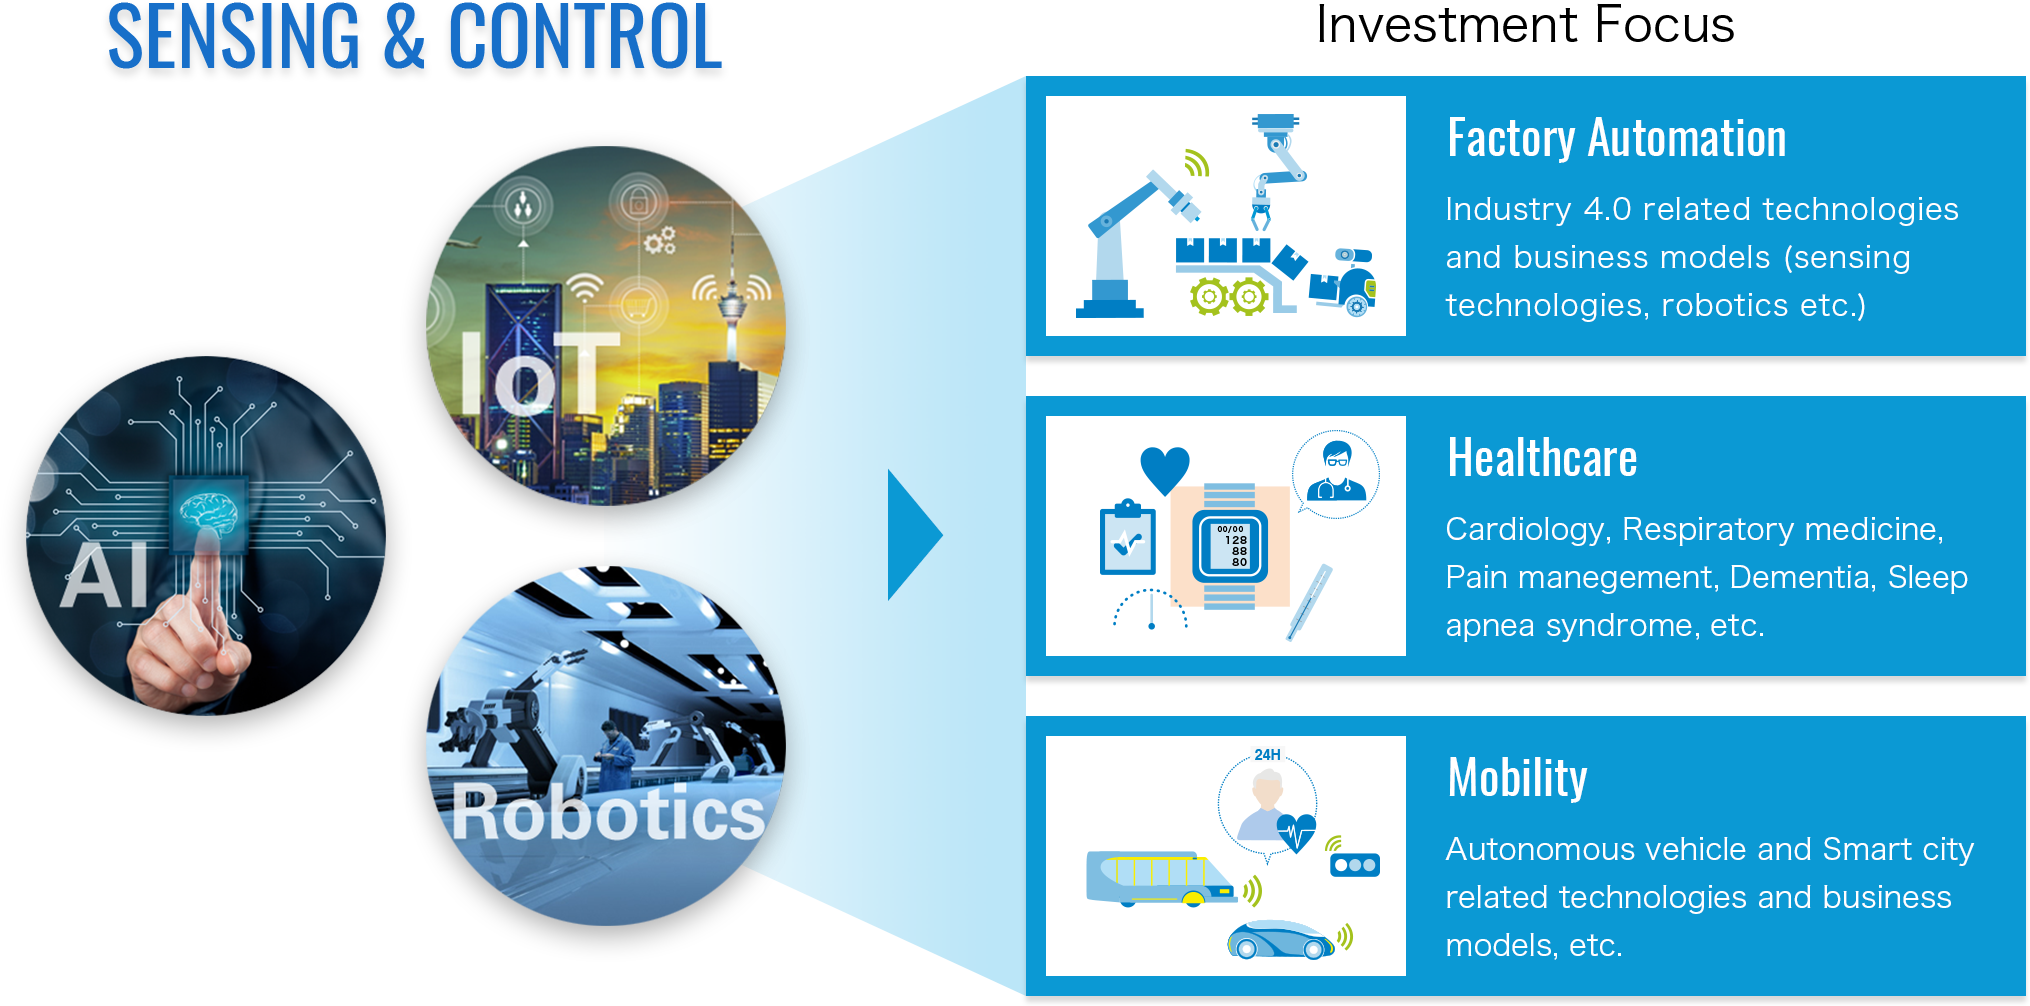 SENSING & CONTROL
IoT
AI
Robotics
Investment Focus
Factory Automation
Industry 4.0 related technologies
and business models (sensing
technologies, robotics etc.)
00/00
128
88
80
Healthcare
Cardiology, Respiratory medicine,
Pain manegement, Dementia, Sleep
apnea syndrome, etc.
24H
Mobility
Autonomous vehicle and Smart city
related technologies and business
models, etc.